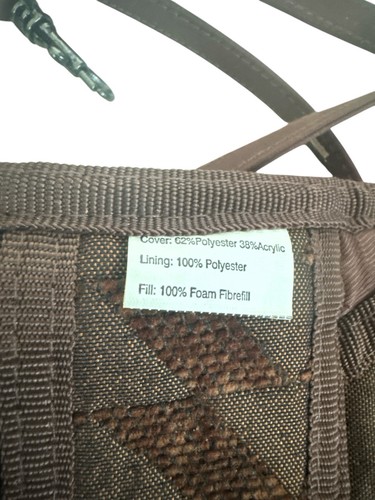 Cover: 62%Polyester 38%Acrylic
Lining: 100% Polyester
Fill: 100% Foam Fibrefill